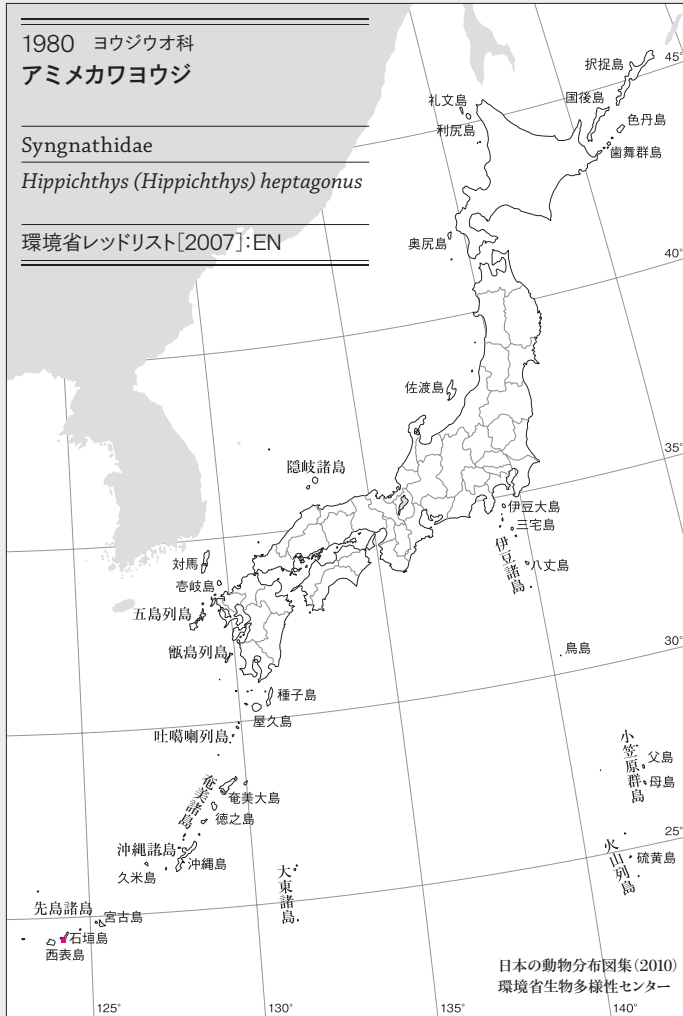 1980 ヨウジウオ科
アミメカワヨウジ
Syngnathidae
Hippichthys (Hippichthys) heptagonus
環境省レッドリスト[2007]:EN
45°
択捉島
国後島
礼文島
色丹島
利尻島
歯舞群島
奥尻島
40°
佐渡島
35°
隠岐諸島
伊豆大島
三宅島
伊豆諸島
八丈島
対馬
壱岐島
五島列島
甑島列島
鳥島
30°
種子島
屋久島
吐噶喇列島
小笠原群島
父島
母島
奄美諸島
奄美大島
徳之島
25°
沖縄諸島
沖縄島
久米島
火山列島
硫黄島
大東諸島
先島諸島
宮古島
石垣島
西表島
日本の動物分布図集(2010)
環境省生物多様性センター
125°
130°
135°
140°